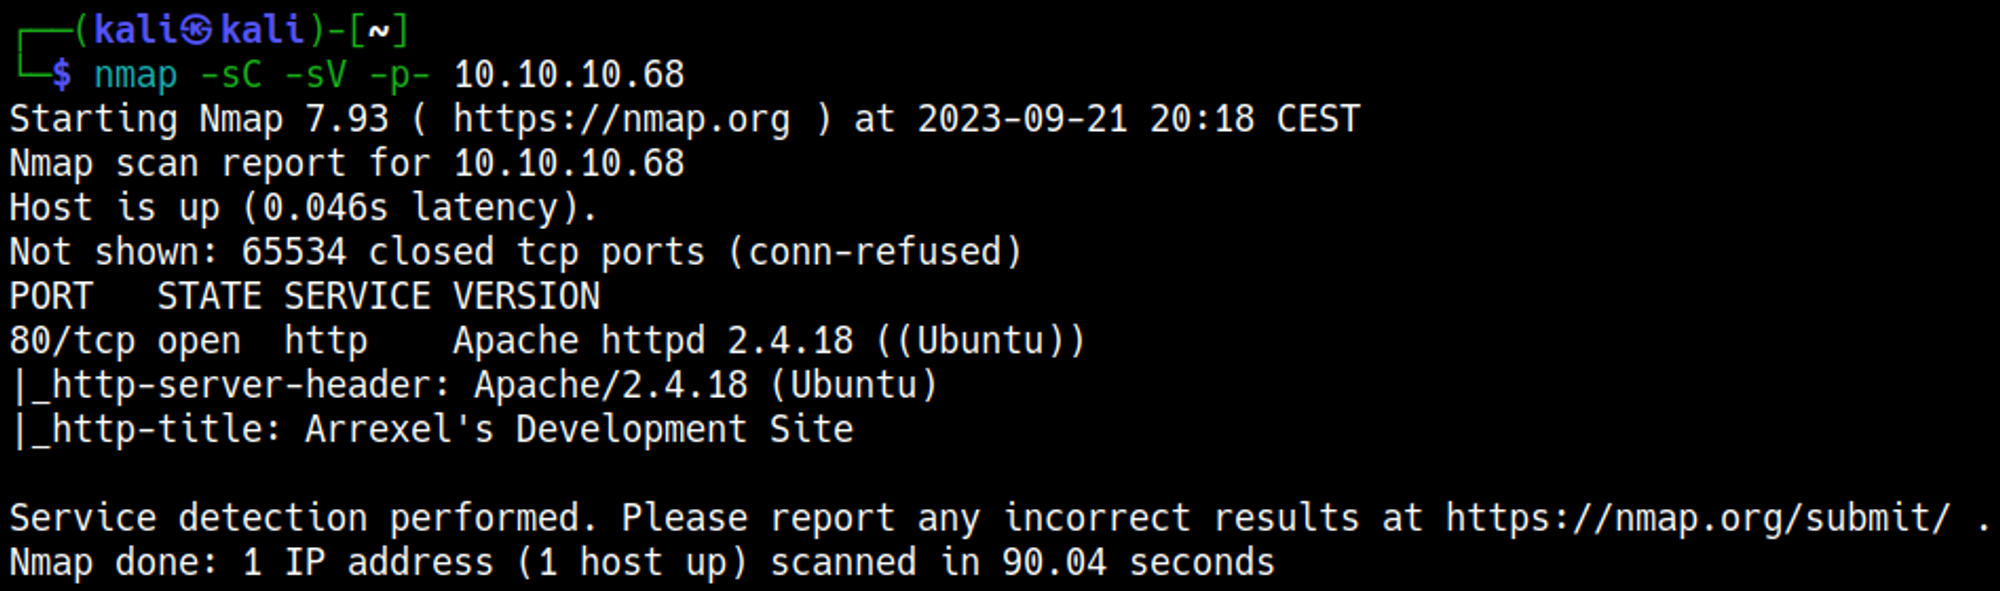 ┌──(kali㉿kali)-[~]
└─$ nmap -sC -sV -p- 10.10.10.68
Starting Nmap 7.93 ( https://nmap.org ) at 2023-09-21 20:18 CEST
Nmap scan report for 10.10.10.68
Host is up (0.046s latency).
Not shown: 65534 closed tcp ports (conn-refused)
PORT   STATE SERVICE VERSION
80/tcp open  http    Apache httpd 2.4.18 ((Ubuntu))
|_http-server-header: Apache/2.4.18 (Ubuntu)
|_http-title: Arrexel's Development Site
Service detection performed. Please report any incorrect results at https://nmap.org/submit/ .
Nmap done: 1 IP address (1 host up) scanned in 90.04 seconds